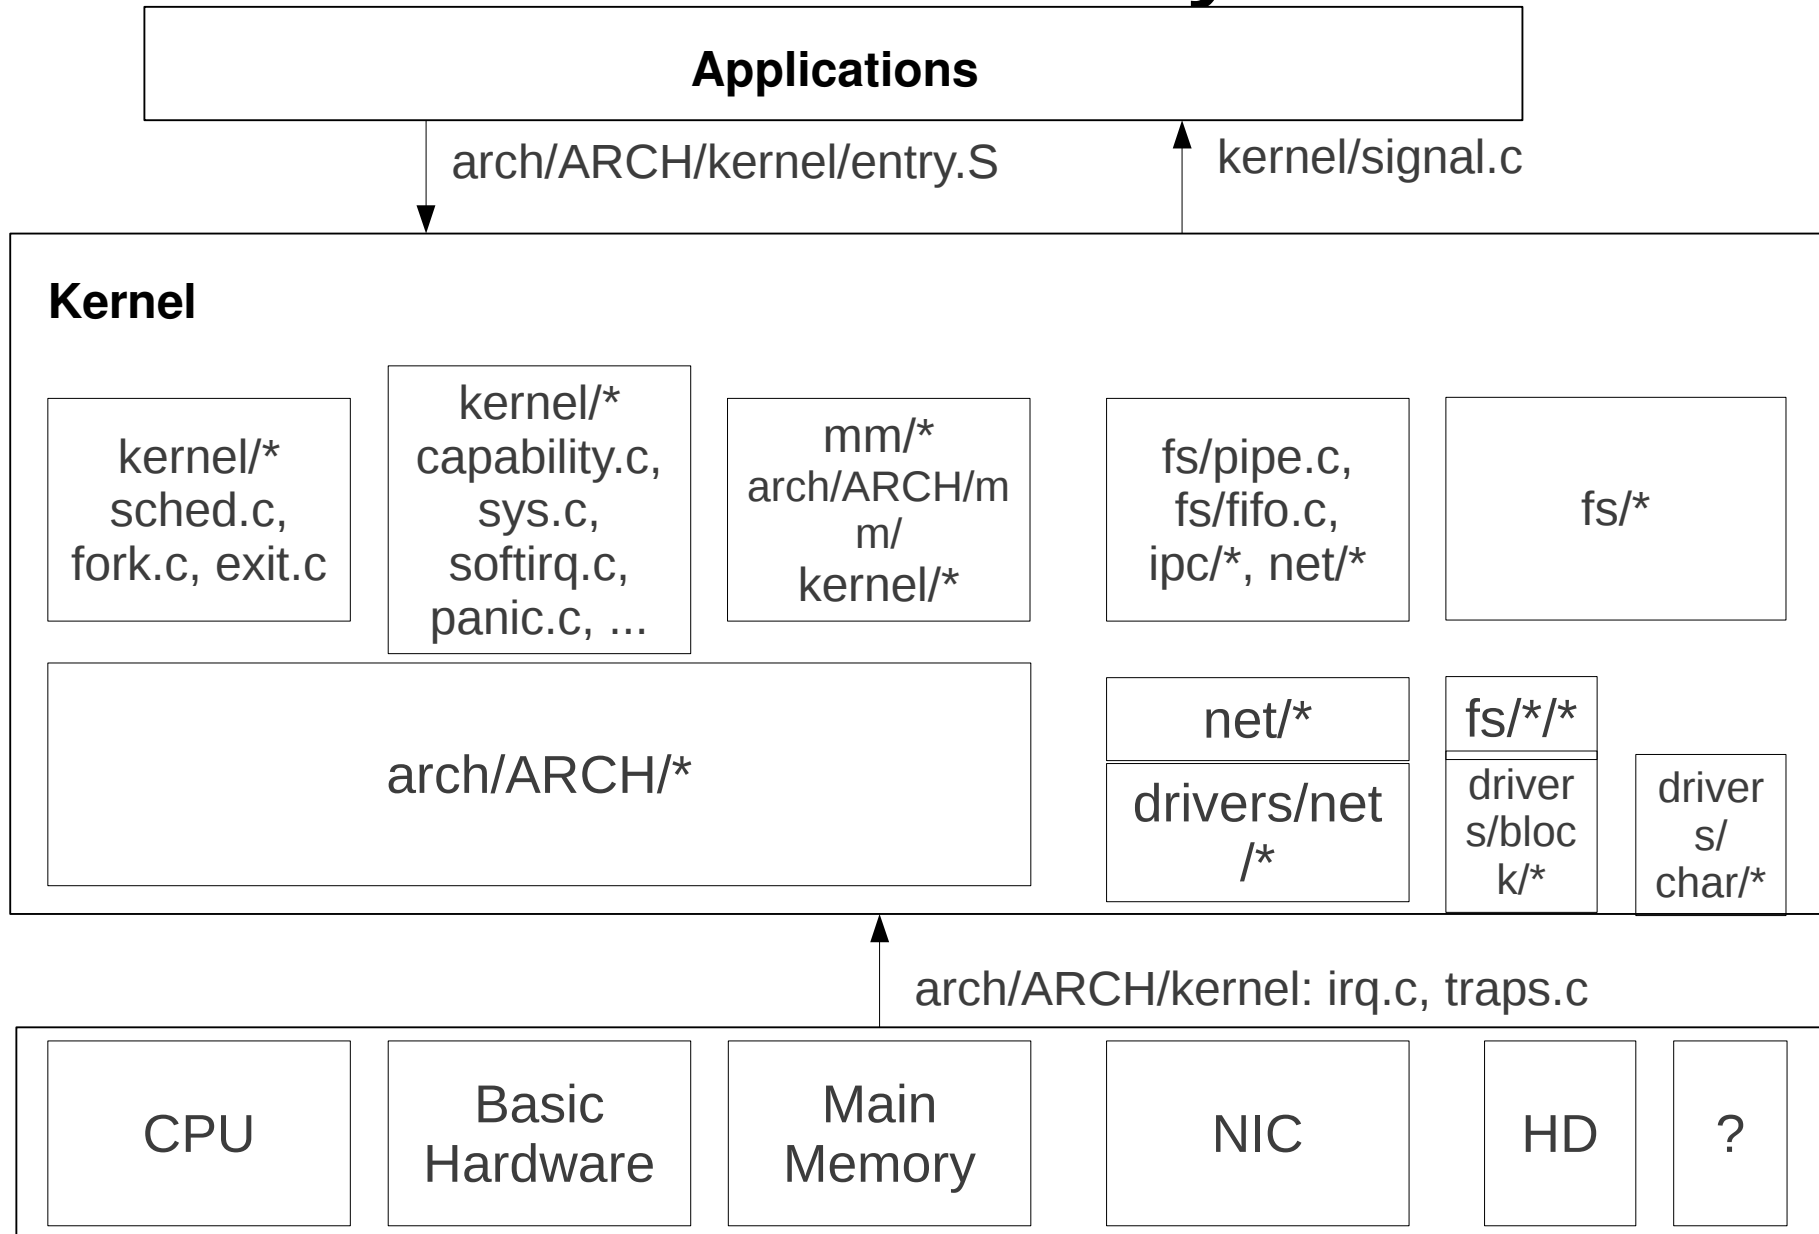 Applications
arch/ARCH/kernel/entry.S
kernel/signal.c
Kernel
kernel/*
sched.c,
fork.c, exit.c
kernel/*
capability.c,
sys.c,
softirq.c,
panic.c, ...
mm/*
arch/ARCH/m
m/
kernel/*
fs/pipe.c,
fs/fifo.c,
ipc/*, net/*
fs/*
arch/ARCH/*
net/*
drivers/net
/*
fs/*/*
driver
s/bloc
k/*
driver
s/
char/*
arch/ARCH/kernel: irq.c, traps.c
CPU
Basic
Hardware
Main
Memory
NIC
HD
?